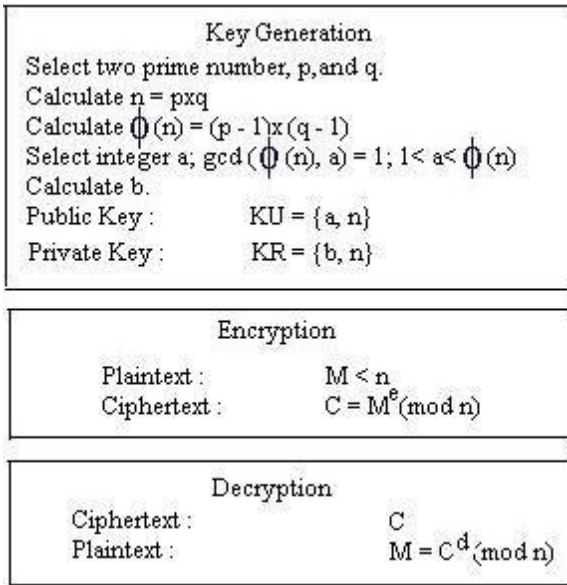 Key Generation
Select two prime number, p,and q.
Calculate n = pxq
Calculate ϕ(n) = (p - 1)x(q - 1)
Select integer a; gcd (ϕ(n), a) = 1; 1< a< ϕ(n)
Calculate b.
Public Key : KU = {a, n}
Private Key : KR = {b, n}
Encryption
Plaintext : M < n
Ciphertext : C = M^e(mod n)
Decryption
Ciphertext : C
Plaintext : M = C^d(mod n)